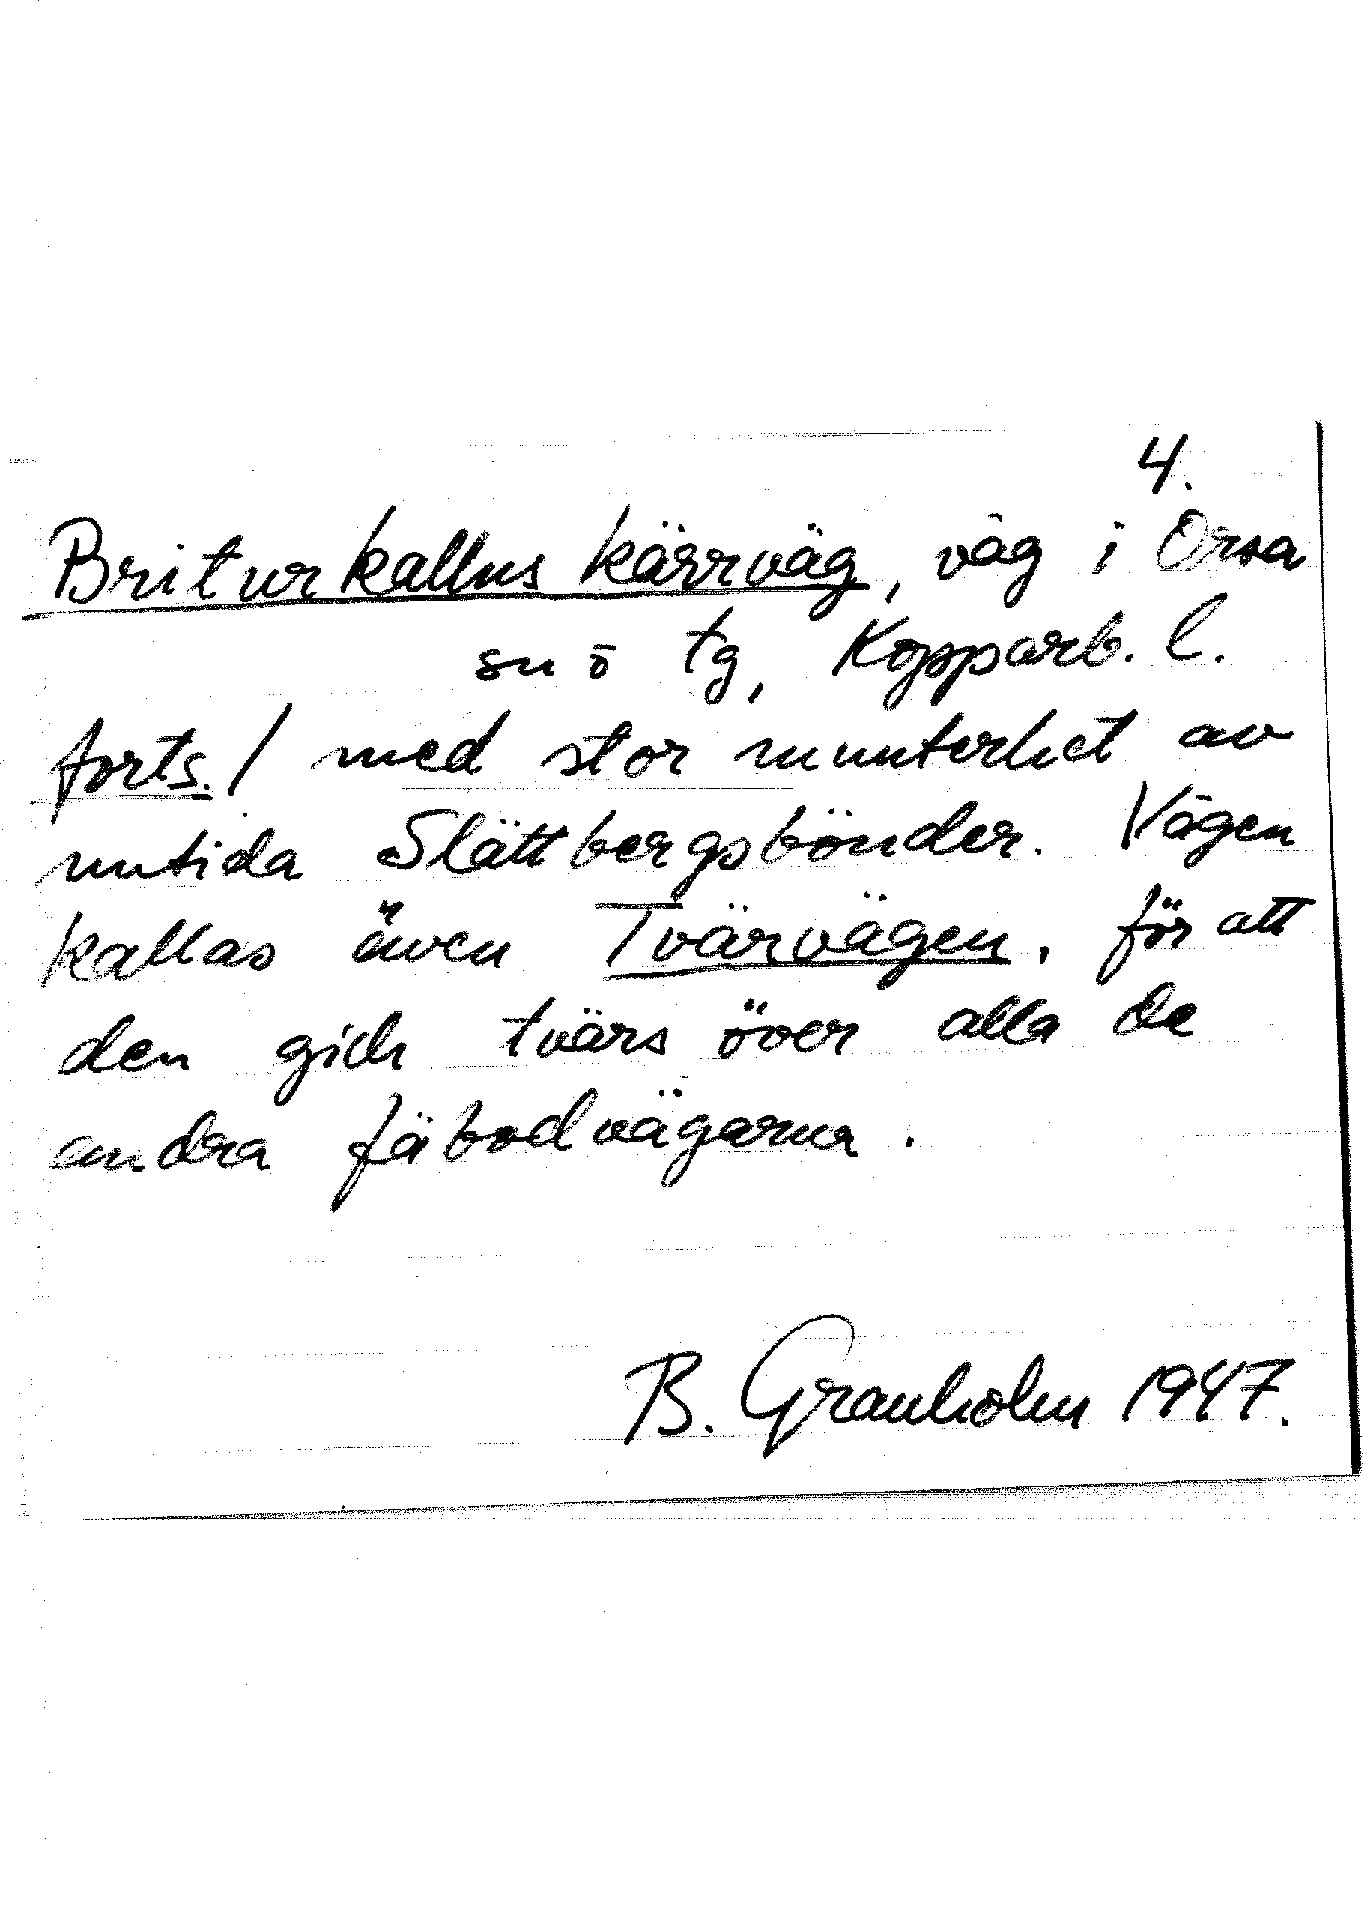 4.
Briturkallus kärrväg, väg i Orsa
sn o tg, Kopparb. l.
forts./ med stor munterhet av
nutida Slättbergsbönder. Vägen
kallas även Tvärvägen, för att
den gick tvärs över alla de
andra fäbodvägarna.
B. Granholm 1947.